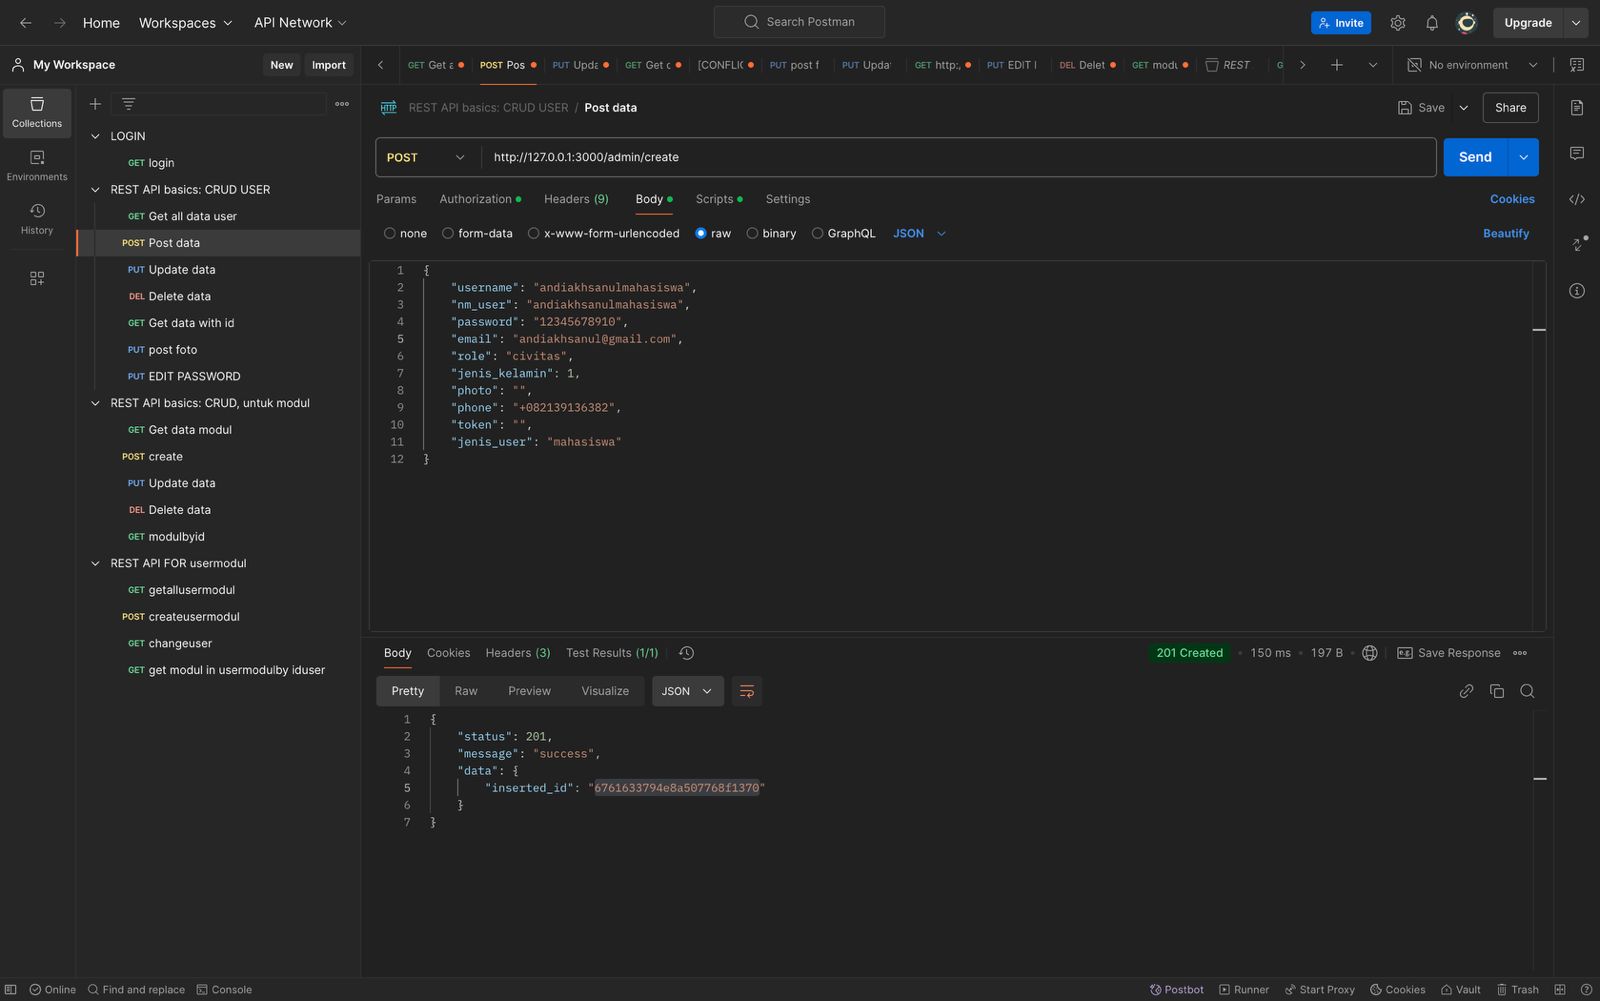 Home Workspaces API Network Search Postman Invite Upgrade
My Workspace New Import
GET Get a POST Pos PUT Upda GET Get c [CONFLIC PUT post f PUT Upda GET http:, PUT EDIT I DEL Delet GET modu REST G No environment
Collections
Environments
History
LOGIN
GET login
REST API basics: CRUD USER
GET Get all data user
POST Post data
PUT Update data
DEL Delete data
GET Get data with id
PUT post foto
PUT EDIT PASSWORD
REST API basics: CRUD, untuk modul
GET Get data modul
POST create
PUT Update data
DEL Delete data
GET modulbyid
REST API FOR usermodul
GET getallusermodul
POST createusermodul
GET changeuser
GET get modul in usermodulby iduser
HTTP REST API basics: CRUD USER / Post data Save Share
POST http://127.0.0.1:3000/admin/create Send
Params Authorization Headers (9) Body Scripts Settings Cookies
none form-data x-www-form-urlencoded raw binary GraphQL JSON Beautify
1 {
2 "username": "andiakhsanulmahasiswa",
3 "nm_user": "andiakhsanulmahasiswa",
4 "password": "12345678910",
5 "email": "andiakhsanul@gmail.com",
6 "role": "civitas",
7 "jenis_kelamin": 1,
8 "photo": "",
9 "phone": "+082139136382",
10 "token": "",
11 "jenis_user": "mahasiswa"
12 }
Body Cookies Headers (3) Test Results (1/1) 201 Created 150 ms 197 B e.g. Save Response
Pretty Raw Preview Visualize JSON
1 {
2 "status": 201,
3 "message": "success",
4 "data": {
5 "inserted_id": "6761633794e8a507768f1370"
6 }
7 }
Online Find and replace Console Postbot Runner Start Proxy Cookies Vault Trash